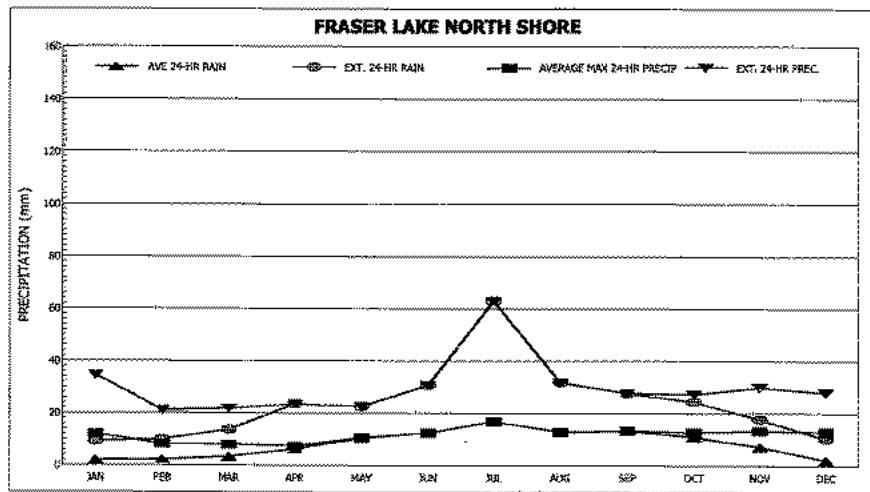 FRASER LAKE NORTH SHORE
160
AVE 24-HR RAIN EXT. 24-HR RAIN AVERAGE MAX 24-HR PRECIP EXT. 24-HR PREC.
140
120
100
80
60
40
20
0
PRECIPITATION (mm)
JAN FEB MAR APR MAY JUN JUL AUG SEP OCT NOV DEC